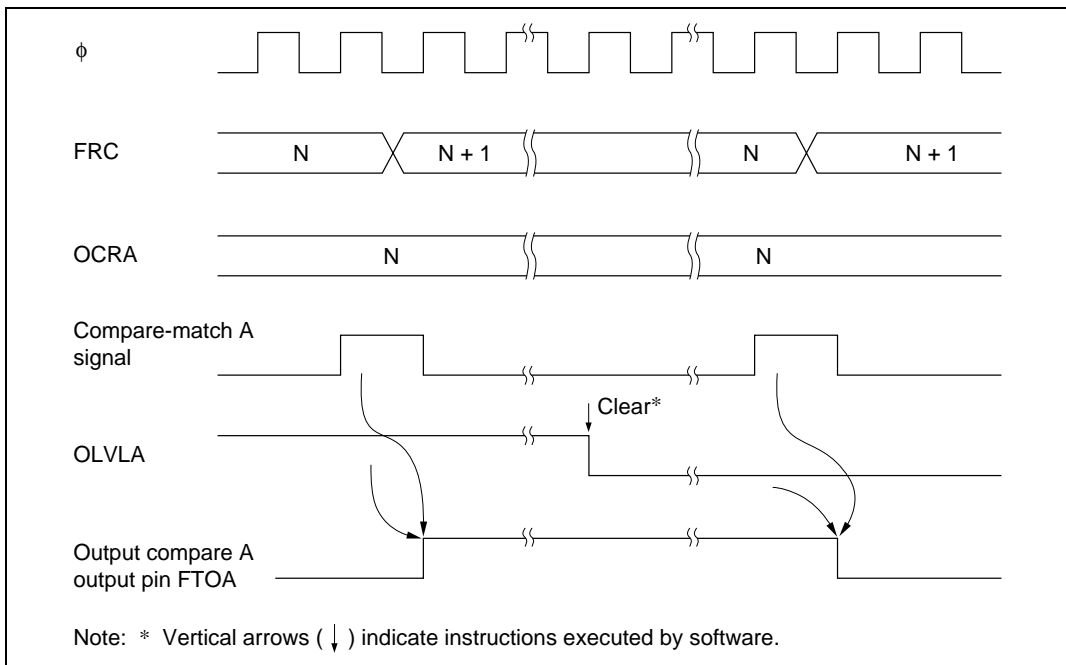 ϕ
FRC
N
N + 1
N
N + 1
OCRA
N
N
Compare-match A
signal
Clear*
OLVLA
Output compare A
output pin FTOA
Note: * Vertical arrows ( ↓ ) indicate instructions executed by software.